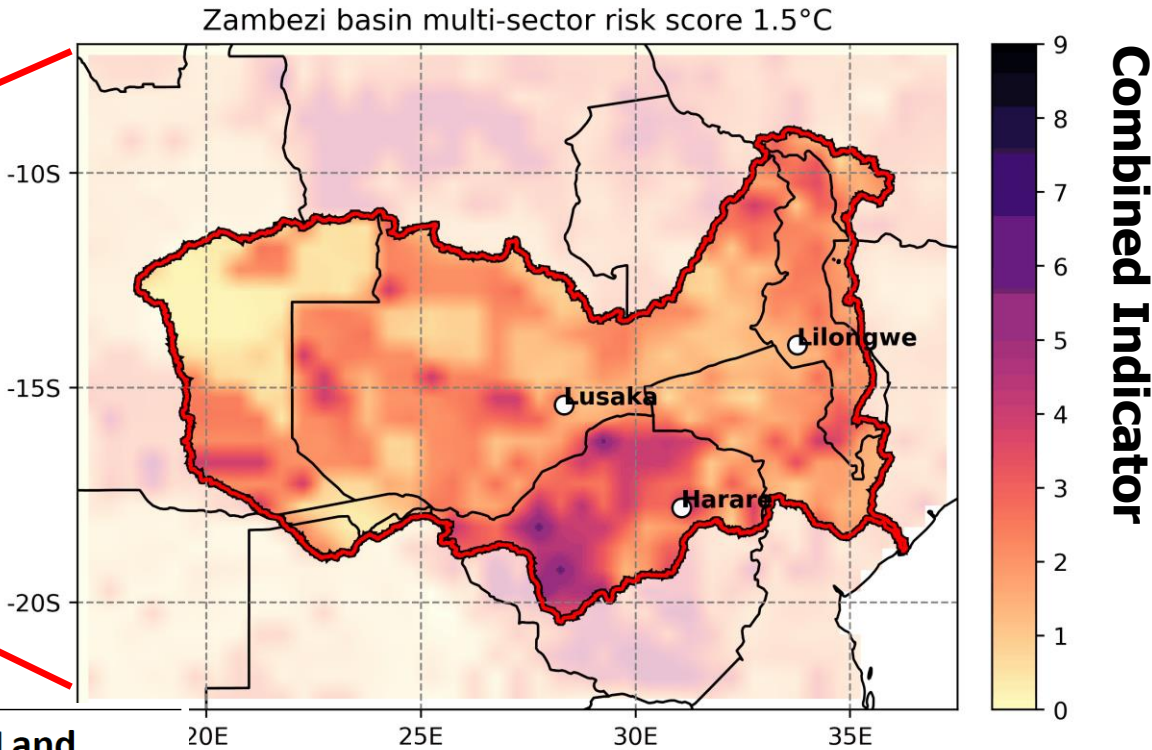 Zambezi basin multi-sector risk score 1.5°C
-10S
-15S
-20S
20E
25E
30E
35E
Lilongwe
Lusaka
Harare
9
8
7
6
5
4
3
2
1
0
Combined Indicator